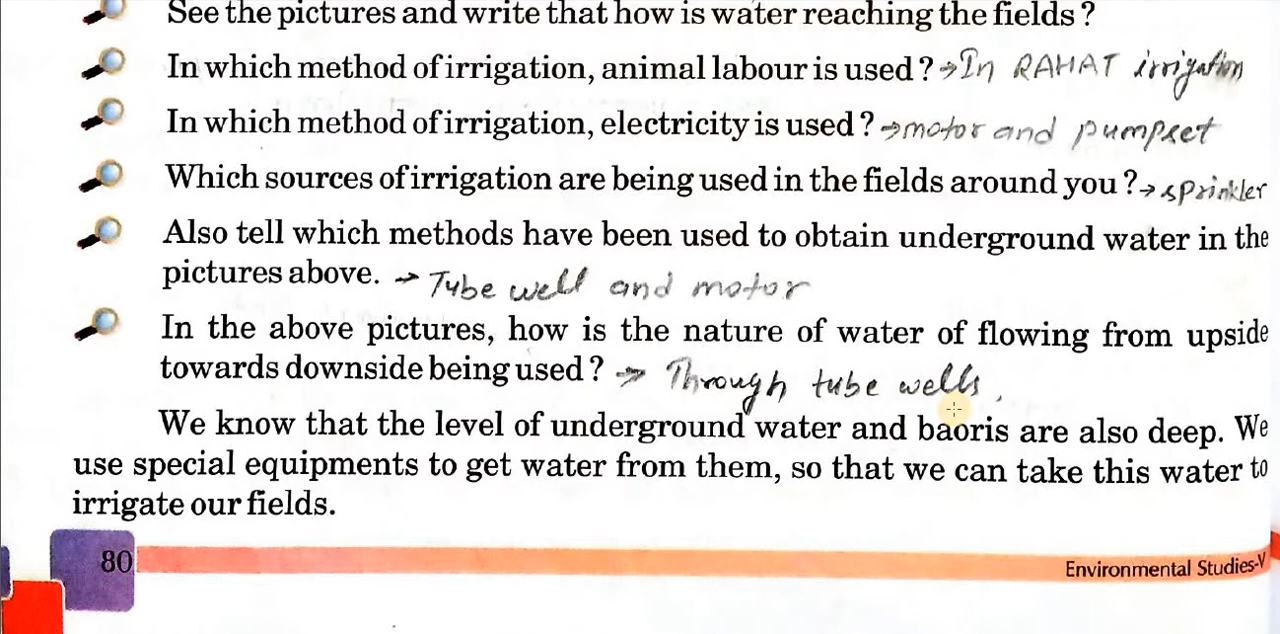 See the pictures and write that how is water reaching the fields ?
In which method of irrigation, animal labour is used ? → In RAHAT irrigation
In which method of irrigation, electricity is used ? → motor and pumpset
Which sources of irrigation are being used in the fields around you ? → sprinkler
Also tell which methods have been used to obtain underground water in the
pictures above. → Tube well and motor
In the above pictures, how is the nature of water of flowing from upside
towards downside being used ? → Through tube wells.
We know that the level of underground water and baoris are also deep. We
use special equipments to get water from them, so that we can take this water to
irrigate our fields.
80
Environmental Studies-V